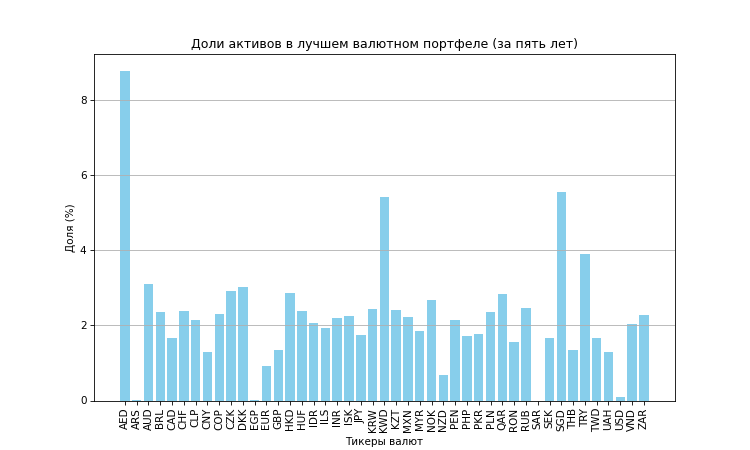 Доли активов в лучшем валютном портфеле (за пять лет)
Доля (%)
8
6
4
2
0
AED ARS AUD BRL CAD CHF CLP CNY COP CZK DKK EGP EUR GBP HKD HUF IDR ILS INR ISK JPY KRW KWD KZT MXN MYR NOK NZD PEN PHP PKR PLN QAR RON RUB SAR SEK SGD THB TRY TWD UAH USD VND ZAR
Тикеры валют